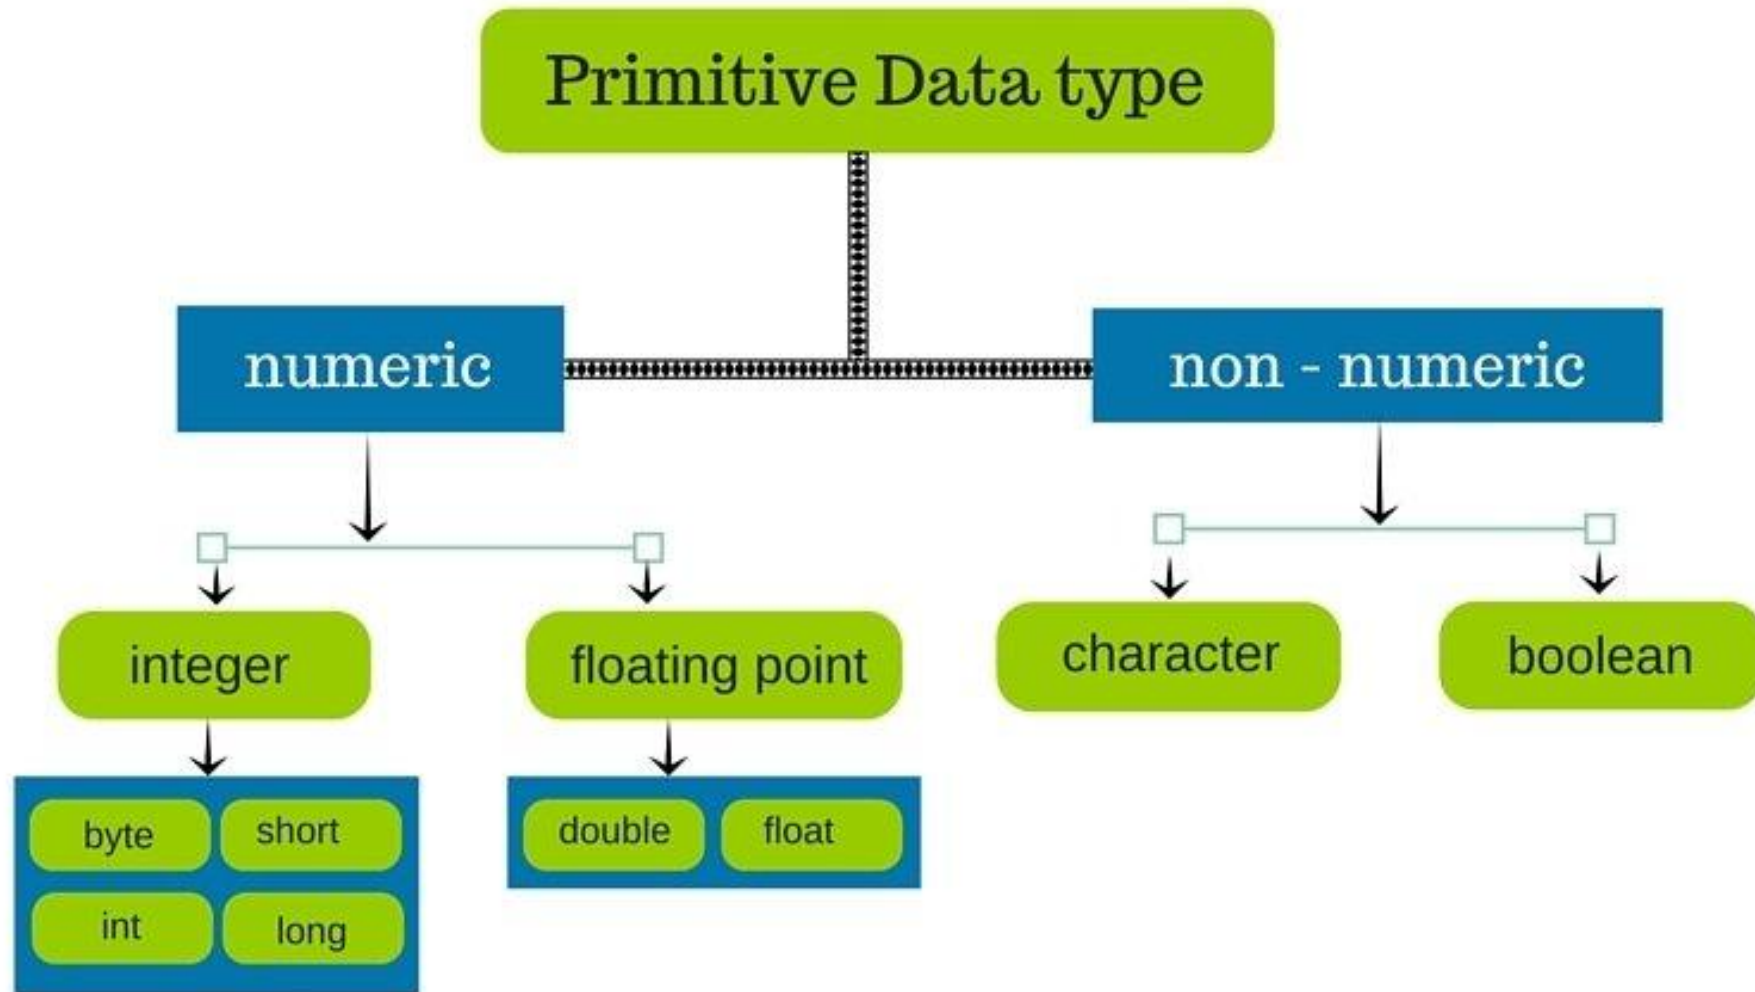 Primitive Data type
numeric
non - numeric
integer
floating point
character
boolean
byte
short
double
float
int
long